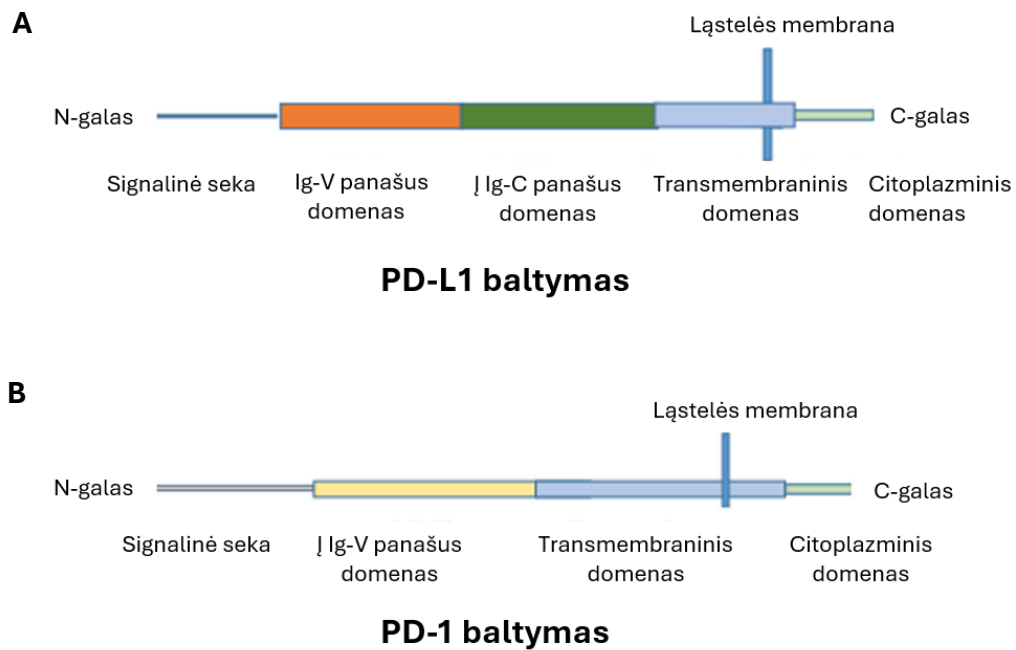 A
Ląstelės membrana
N-galas
C-galas
Signalinė seka
Ig-V panašus
domenas
Į Ig-C panašus
domenas
Transmembraninis
domenas
Citoplazminis
domenas
PD-L1 baltymas
B
Ląstelės membrana
N-galas
C-galas
Signalinė seka
Į Ig-V panašus
domenas
Transmembraninis
domenas
Citoplazminis
domenas
PD-1 baltymas